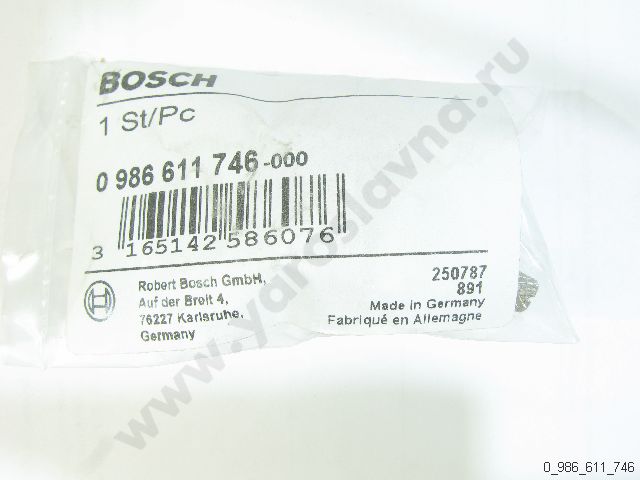 BOSCH
1 St/Pc
0 986 611 746-000
3 165142 586076
Robert Bosch GmbH,
Auf der Breit 4,
76227 Karlsruhe,
Germany
250787
891
Made in Germany
Fabriqué en Allemagne
www.yaroslavna.ru
0_986_611_746